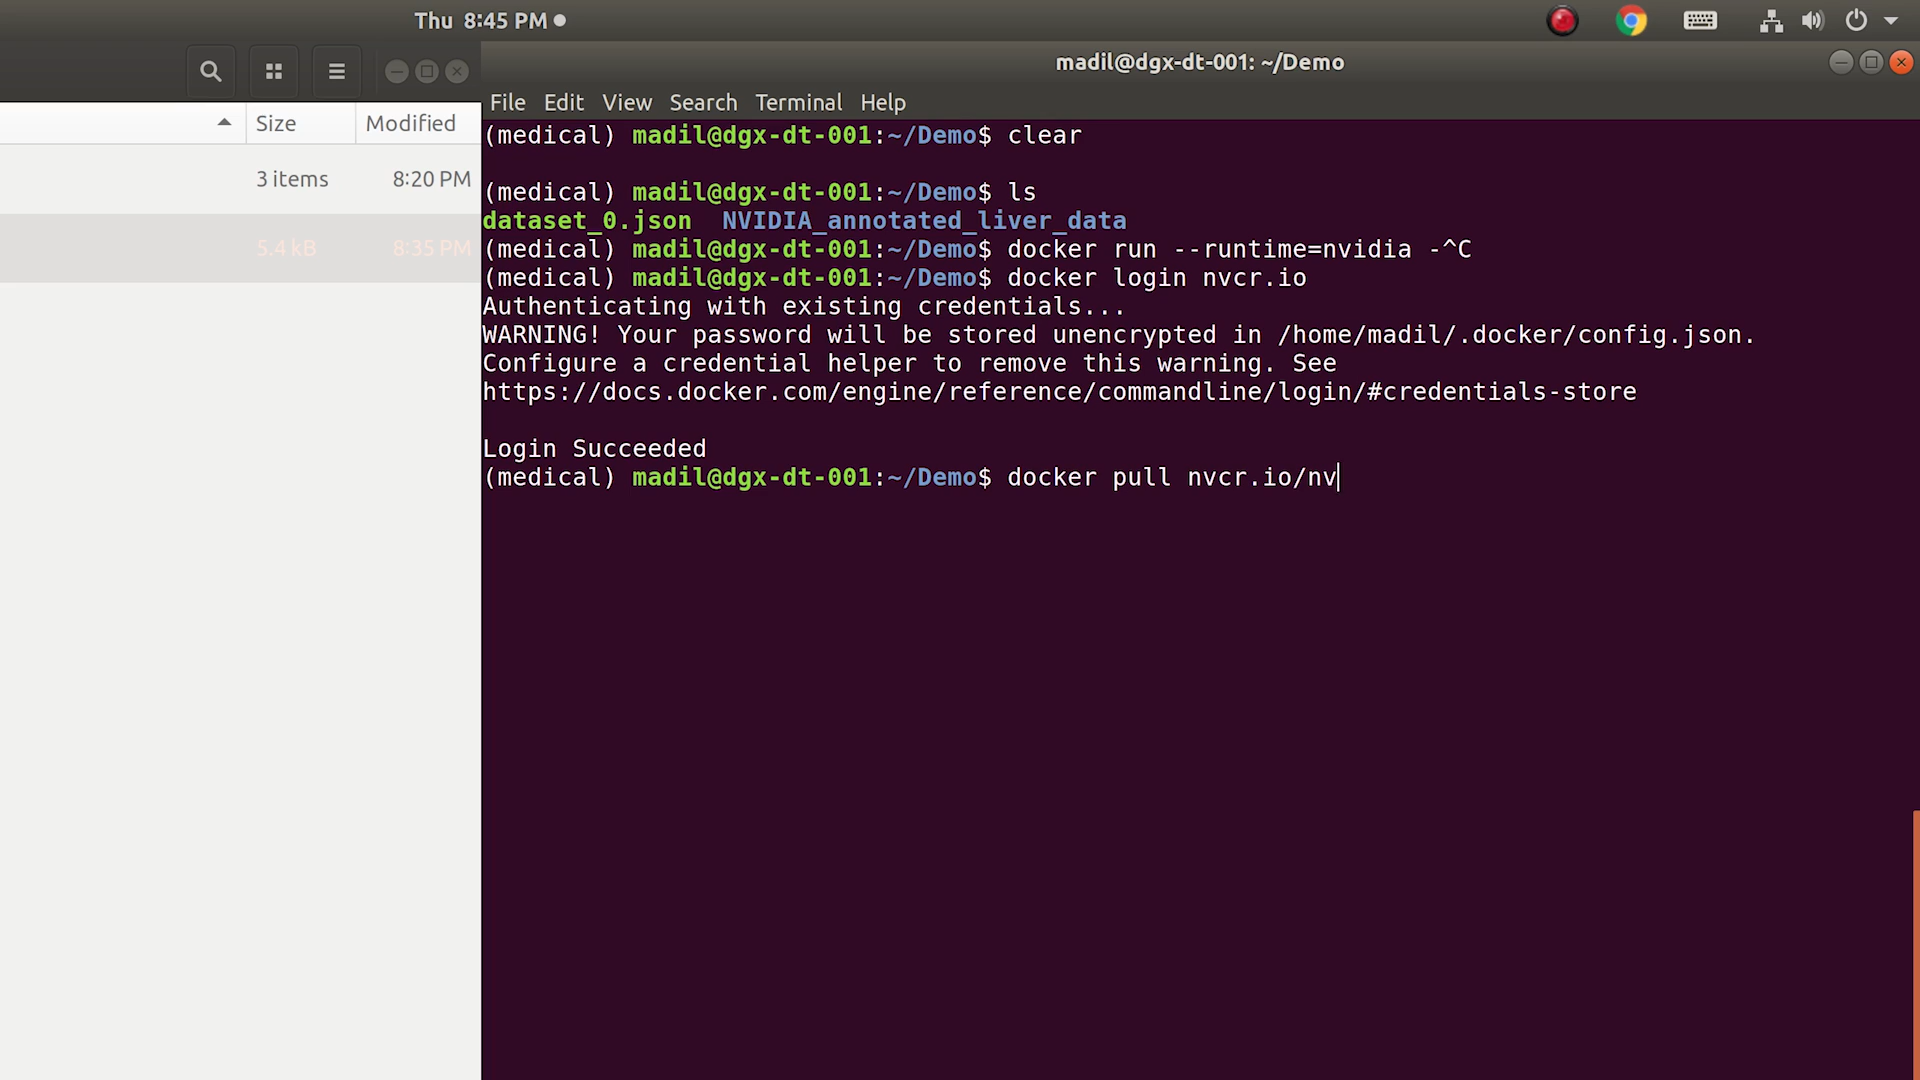 Thu 8:45 PM
madil@dgx-dt-001: ~/Demo
File Edit View Search Terminal Help
Size Modified
3 items 8:20 PM
5.4 kB 8:35 PM
(medical) madil@dgx-dt-001:~/Demo$ clear
(medical) madil@dgx-dt-001:~/Demo$ ls
dataset_0.json NVIDIA_annotated_liver_data
(medical) madil@dgx-dt-001:~/Demo$ docker run --runtime=nvidia -^C
(medical) madil@dgx-dt-001:~/Demo$ docker login nvcr.io
Authenticating with existing credentials...
WARNING! Your password will be stored unencrypted in /home/madil/.docker/config.json.
Configure a credential helper to remove this warning. See
https://docs.docker.com/engine/reference/commandline/login/#credentials-store
Login Succeeded
(medical) madil@dgx-dt-001:~/Demo$ docker pull nvcr.io/nv